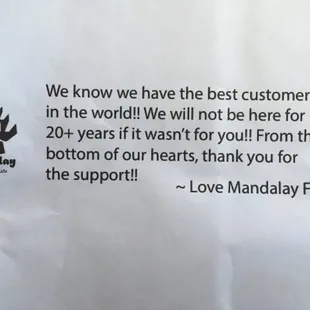 We know we have the best customer
in the world!! We will not be here for
20+ years if it wasn't for you!! From th
bottom of our hearts, thank you for
the support!!
~ Love Mandalay F
lay